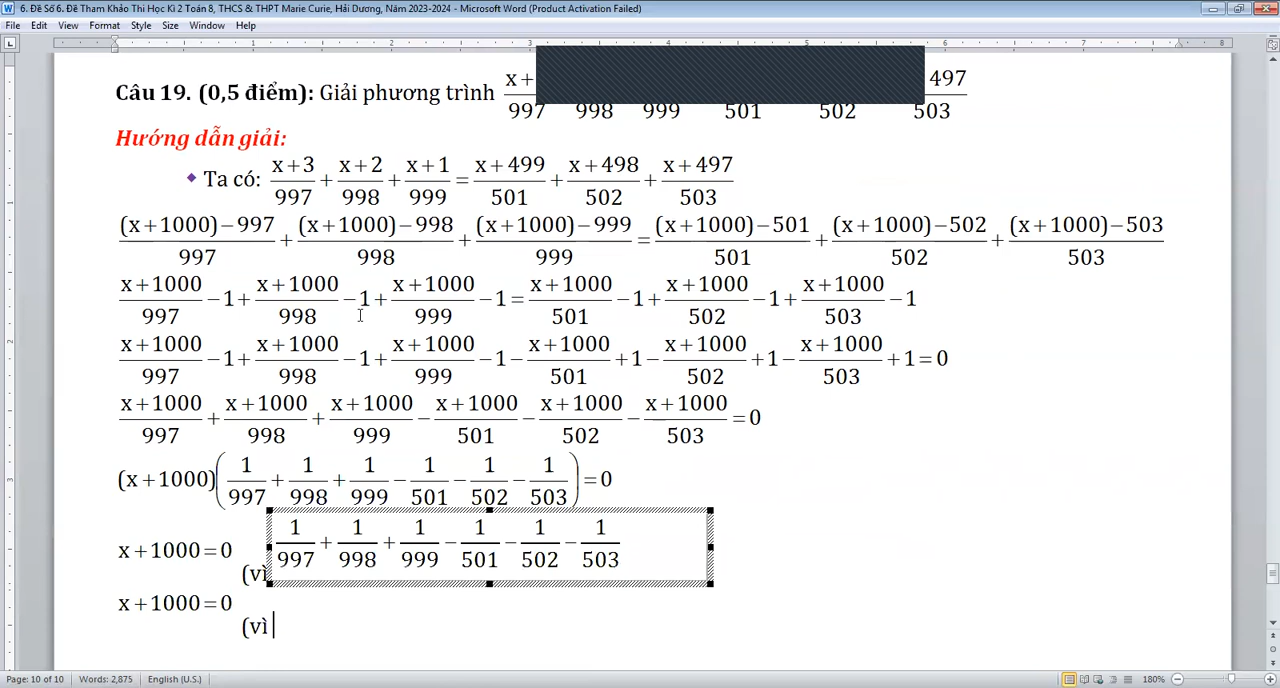 6. Đề Số 6. Đề Tham Khảo Thi Học Kì 2 Toán 8, THCS & THPT Marie Curie, Hải Dương, Năm 2023-2024 - Microsoft Word (Product Activation Failed)
File Edit View Format Style Size Window Help
1 2 3 4 5 6 7 8
Câu 19. (0,5 điểm): Giải phương trình x+ 497
997 998 999 501 502 503
Hướng dẫn giải:
Ta có: (x+3)/997 + (x+2)/998 + (x+1)/999 = (x+499)/501 + (x+498)/502 + (x+497)/503
((x+1000)−997)/997 + ((x+1000)−998)/998 + ((x+1000)−999)/999 = ((x+1000)−501)/501 + ((x+1000)−502)/502 + ((x+1000)−503)/503
(x+1000)/997 −1+ (x+1000)/998 −1+ (x+1000)/999 −1= (x+1000)/501 −1+ (x+1000)/502 −1+ (x+1000)/503 −1
(x+1000)/997 −1+ (x+1000)/998 −1+ (x+1000)/999 −1− (x+1000)/501 +1− (x+1000)/502 +1− (x+1000)/503 +1=0
(x+1000)/997 + (x+1000)/998 + (x+1000)/999 − (x+1000)/501 − (x+1000)/502 − (x+1000)/503 =0
(x+1000)(1/997 + 1/998 + 1/999 − 1/501 − 1/502 − 1/503)=0
x+1000=0 (vì 1/997 + 1/998 + 1/999 − 1/501 − 1/502 − 1/503
x+1000=0 (vì
Page: 10 of 10 Words: 2,875 English (U.S.) 180%